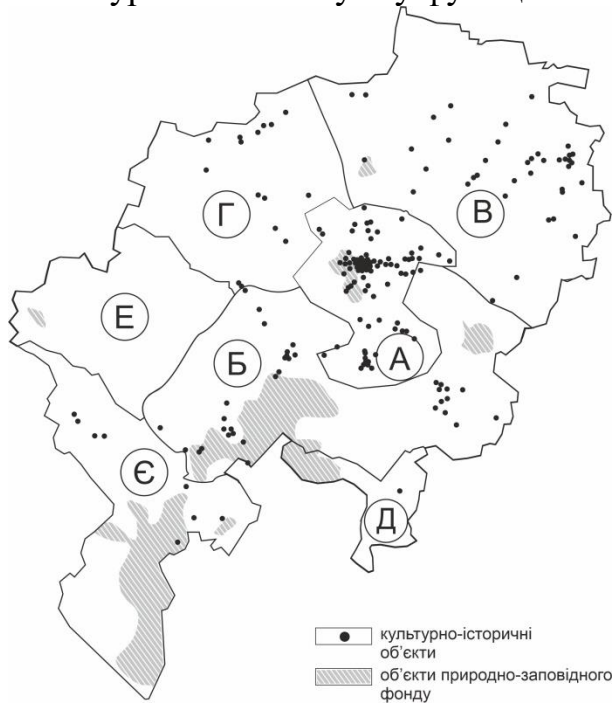 Г
В
Е
Б
А
Є
Д
культурно-історичні
об'єкти
об'єкти природно-заповідного
фонду